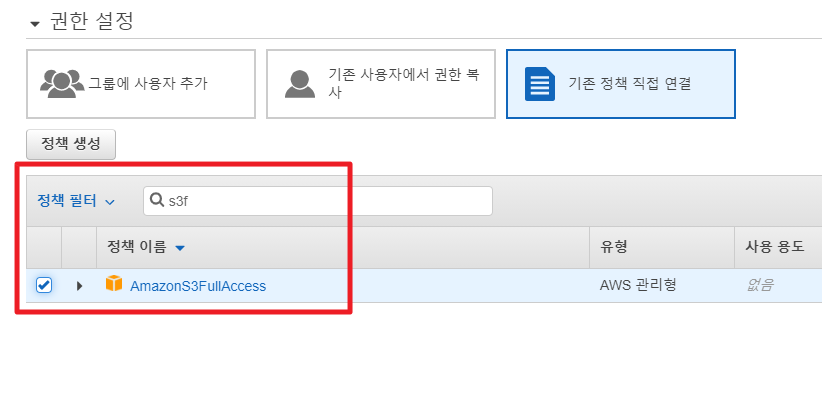 권한 설정
그룹에 사용자 추가
기존 사용자에서 권한 복
사
기존 정책 직접 연결
정책 생성
정책 필터
s3f
정책 이름 유형 사용 용도
AmazonS3FullAccess AWS 관리형 없음